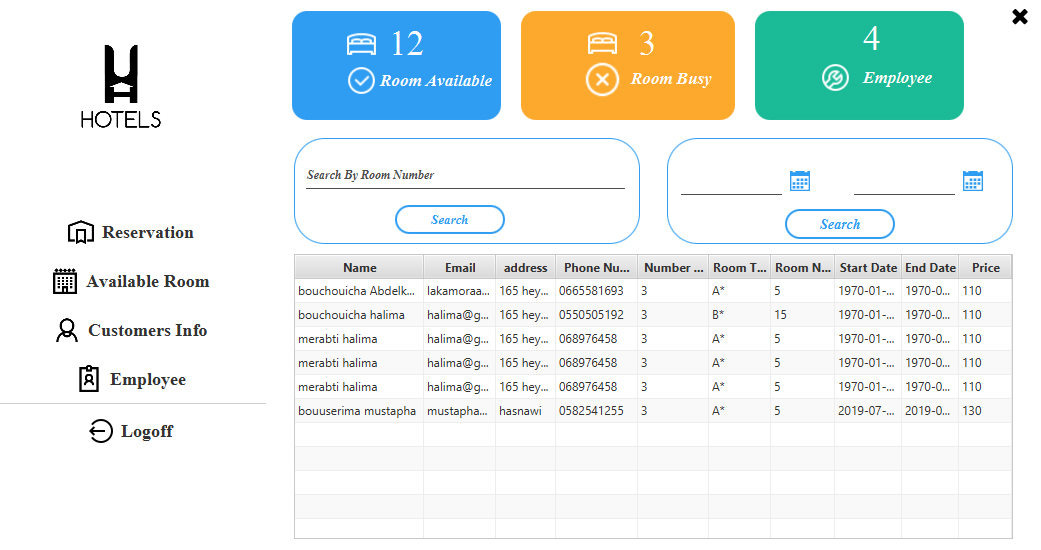 HOTELS
Reservation
Available Room
Customers Info
Employee
Logoff
12
Room Available
3
Room Busy
4
Employee
Search By Room Number
Search
Search
Name Email address Phone Nu... Number ... Room T... Room N... Start Date End Date Price
bouchouicha Abdelk... lakamoraa... 165 hey... 0665581693 3 A* 5 1970-01-... 1970-0... 110
bouchouicha halima halima@g... 165 hey... 0550505192 3 B* 15 1970-01-... 1970-0... 110
merabti halima halima@g... 165 hey... 068976458 3 A* 5 1970-01-... 1970-0... 110
merabti halima halima@g... 165 hey... 068976458 3 A* 5 1970-01-... 1970-0... 110
merabti halima halima@g... 165 hey... 068976458 3 A* 5 1970-01-... 1970-0... 110
bouuserima mustapha mustapha... hasnawi 0582541255 3 A* 5 2019-07-... 2019-0... 130